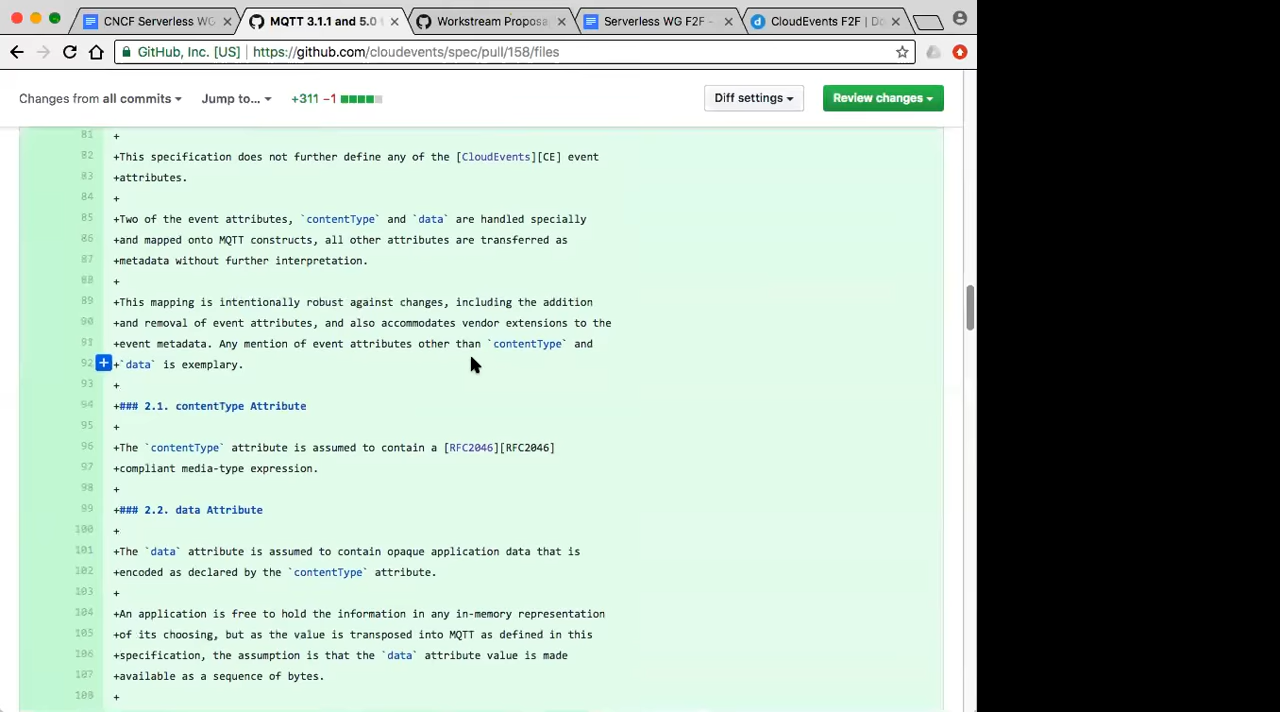 CNCF Serverless WG
MQTT 3.1.1 and 5.0
Workstream Proposa
Serverless WG F2F -
CloudEvents F2F | Do
GitHub, Inc. [US] https://github.com/cloudevents/spec/pull/158/files
Changes from all commits Jump to... +311 −1 Diff settings Review changes
81 +
82 +This specification does not further define any of the [CloudEvents][CE] event
83 +attributes.
84 +
85 +Two of the event attributes, `contentType` and `data` are handled specially
86 +and mapped onto MQTT constructs, all other attributes are transferred as
87 +metadata without further interpretation.
88 +
89 +This mapping is intentionally robust against changes, including the addition
90 +and removal of event attributes, and also accommodates vendor extensions to the
91 +event metadata. Any mention of event attributes other than `contentType` and
92 +`data` is exemplary.
93 +
94 +### 2.1. contentType Attribute
95 +
96 +The `contentType` attribute is assumed to contain a [RFC2046][RFC2046]
97 +compliant media-type expression.
98 +
99 +### 2.2. data Attribute
100 +
101 +The `data` attribute is assumed to contain opaque application data that is
102 +encoded as declared by the `contentType` attribute.
103 +
104 +An application is free to hold the information in any in-memory representation
105 +of its choosing, but as the value is transposed into MQTT as defined in this
106 +specification, the assumption is that the `data` attribute value is made
107 +available as a sequence of bytes.
108 +